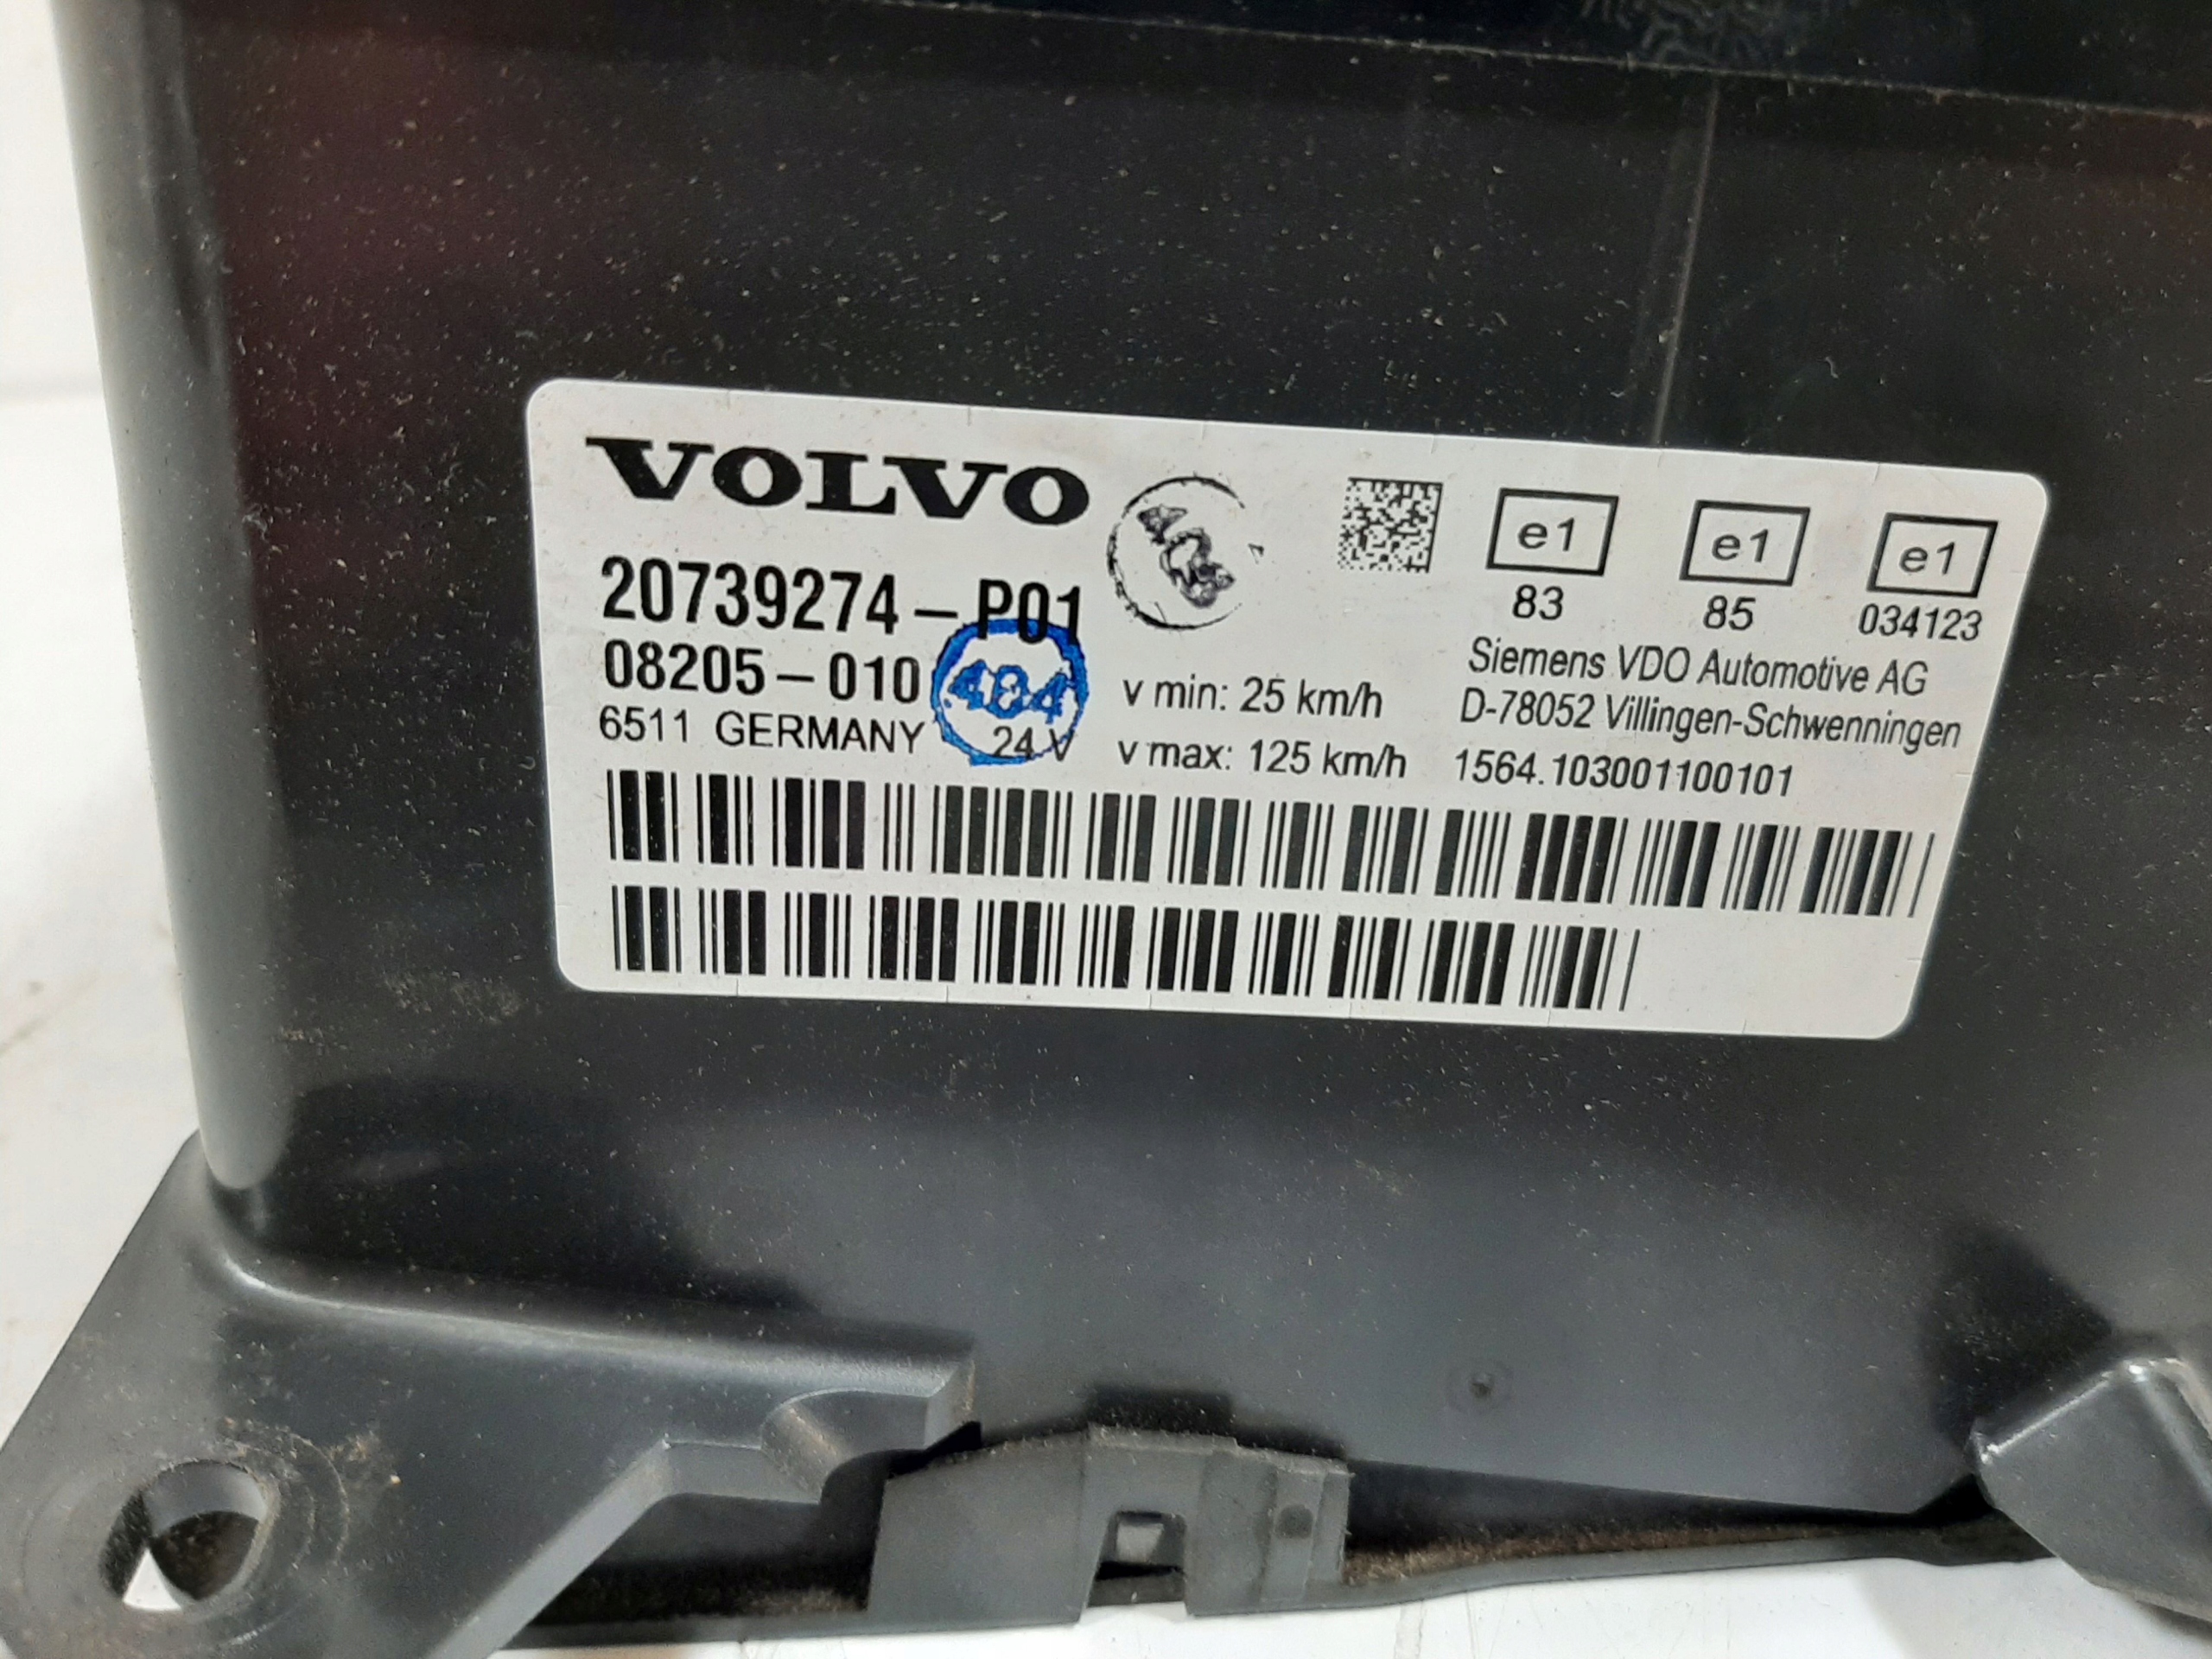 VOLVO
20739274-P01
08205-010
484
6511 GERMANY 24 V
v min: 25 km/h
v max: 125 km/h
e1
83
e1
85
e1
034123
Siemens VDO Automotive AG
D-78052 Villingen-Schwenningen
1564.103001100101